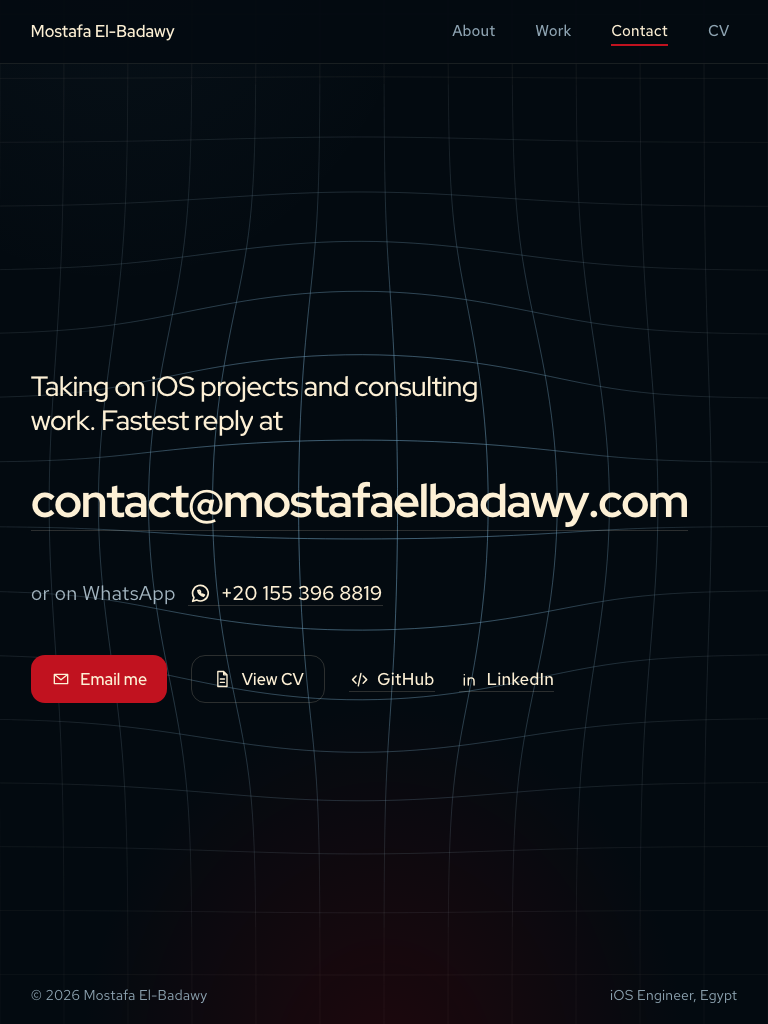 Mostafa El-Badawy
About
Work
Contact
CV
Taking on iOS projects and consulting
work. Fastest reply at
contact@mostafaelbadawy.com
or on WhatsApp +20 155 396 8819
Email me
View CV
GitHub
in LinkedIn
© 2026 Mostafa El-Badawy
iOS Engineer, Egypt